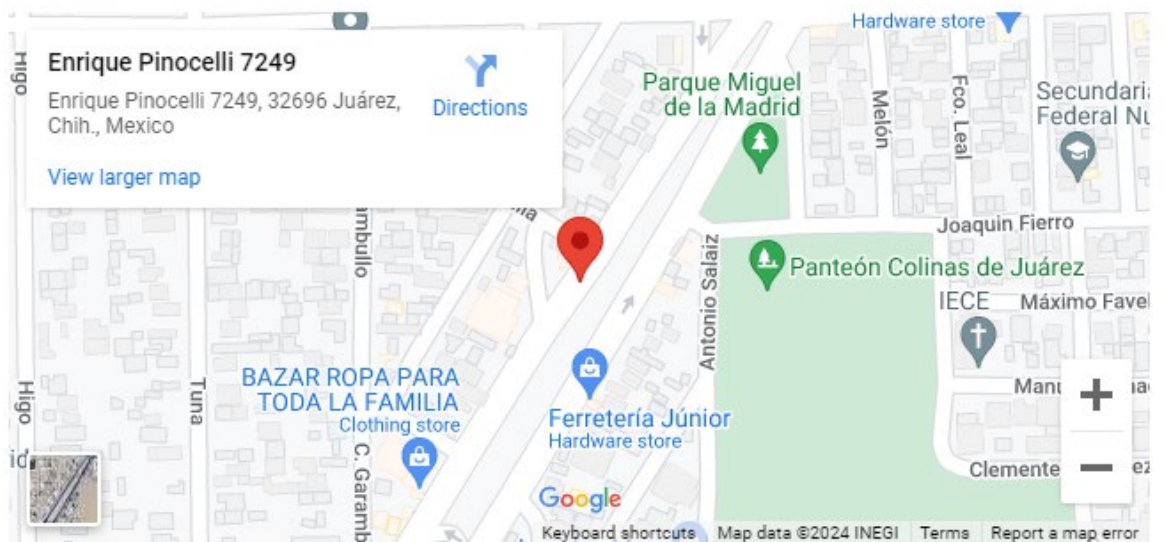 Hardware store
Enrique Pinocelli 7249
Enrique Pinocelli 7249, 32696 Juárez,
Chih., Mexico
Directions
View larger map
Higo
Parque Miguel
de la Madrid
Melón
Fco. Leal
Secundaria
Federal
Joaquin Fierro
Antonio Salaiz
Panteón Colinas de Juárez
IECE
Máximo Favel
BAZAR ROPA PARA
TODA LA FAMILIA
Clothing store
Ferretería Júnior
Hardware store
Higo
Tuna
C. Garamb
Clemente
Google
Keyboard shortcuts
Map data ©2024 INEGI
Terms
Report a map error